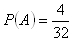 P(A) = 4/32